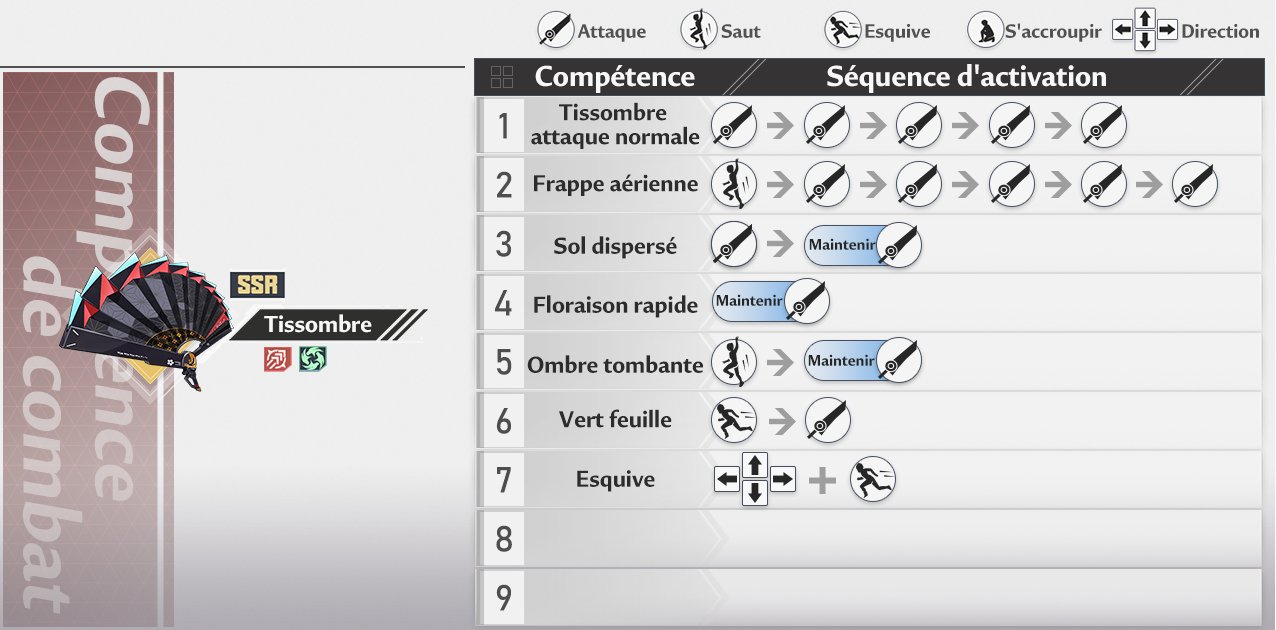 Attaque
Saut
Esquive
S'accroupir
Direction
Compétence
Séquence d'activation
Compétence
de combat
SSR
Tissombre
1
Tissombre
attaque normale
2
Frappe aérienne
3
Sol dispersé
Maintenir
4
Floraison rapide
Maintenir
5
Ombre tombante
Maintenir
6
Vert feuille
7
Esquive
8
9